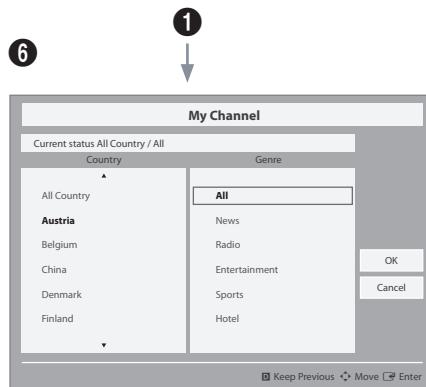 ❶
❻
My Channel
Current status All Country / All
Country Genre
▲
All Country All
Austria News
Belgium Radio
China Entertainment
Denmark Sports
Finland Hotel
▼
OK
Cancel
D Keep Previous Move Enter